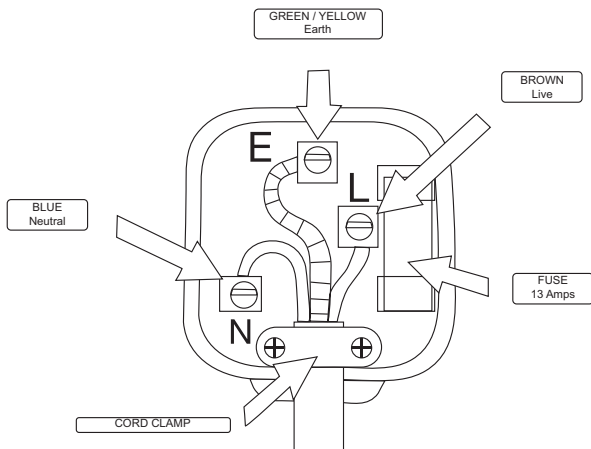 GREEN / YELLOW
Earth
BROWN
Live
E
L
BLUE
Neutral
FUSE
13 Amps
N
CORD CLAMP